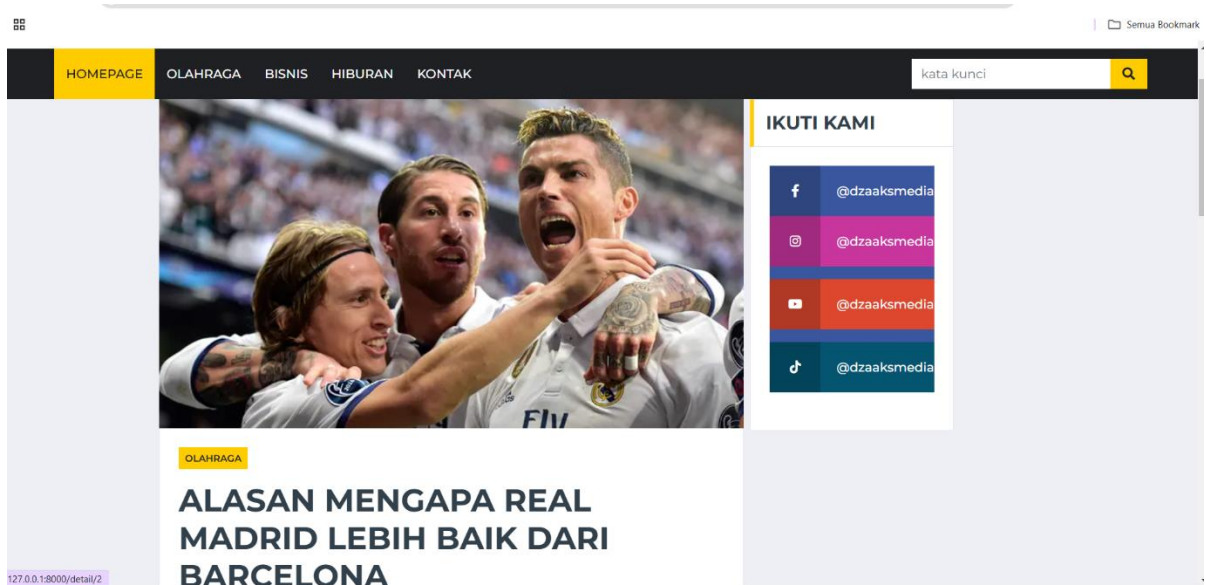 Semua Bookmark
HOMEPAGE OLAHRAGA BISNIS HIBURAN KONTAK kata kunci
IKUTI KAMI
@dzaaksmedia
@dzaaksmedia
@dzaaksmedia
@dzaaksmedia
Fly
OLAHRAGA
ALASAN MENGAPA REAL
MADRID LEBIH BAIK DARI
BARCELONA
127.0.0.1:8000/detail/2